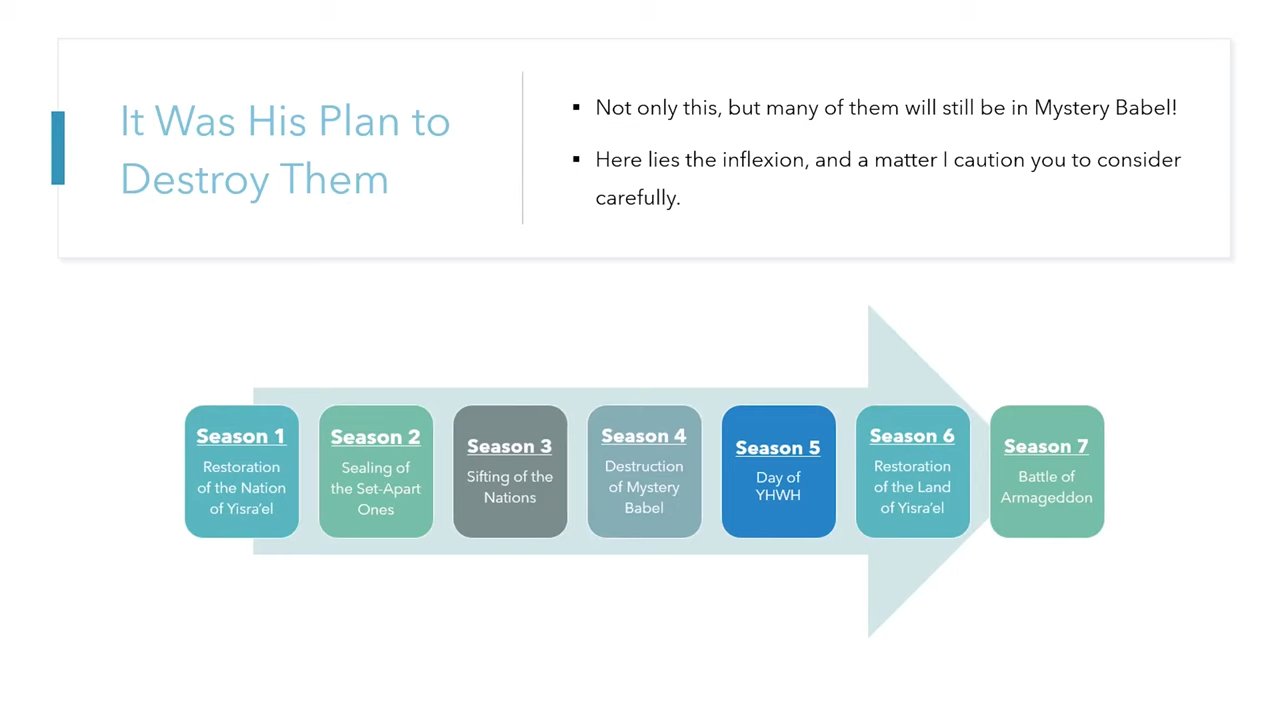 It Was His Plan to
Destroy Them
▪ Not only this, but many of them will still be in Mystery Babel!
▪ Here lies the inflexion, and a matter I caution you to consider
carefully.
Season 1
Restoration
of the Nation
of Yisra’el
Season 2
Sealing of
the Set-Apart
Ones
Season 3
Sifting of the
Nations
Season 4
Destruction
of Mystery
Babel
Season 5
Day of
YHWH
Season 6
Restoration
of the Land
of Yisra’el
Season 7
Battle of
Armageddon